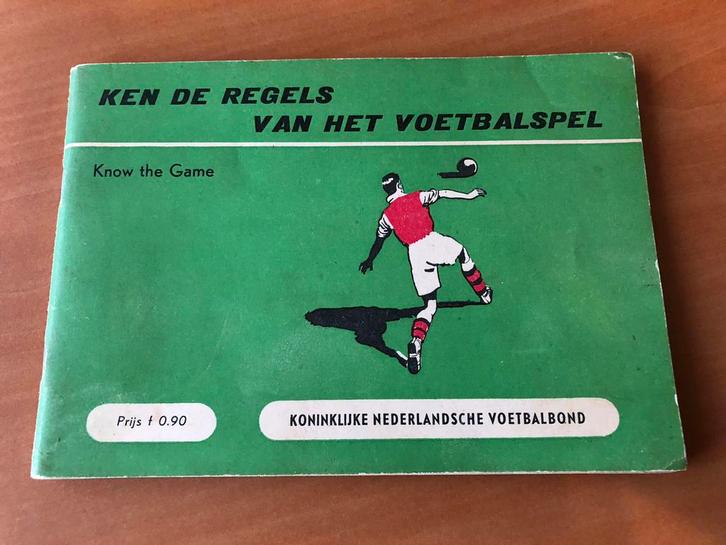 KEN DE REGELS
VAN HET VOETBALSPEL
Know the Game
Prijs f 0.90
KONINKLIJKE NEDERLANDSCHE VOETBALBOND